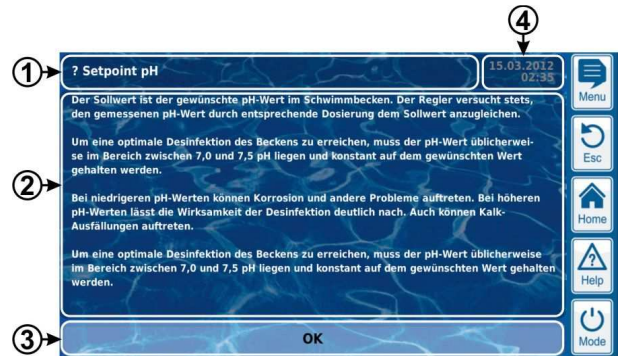 4
1
? Setpoint pH
15.03.2012
02:35
Menu
2
Der Sollwert ist der gewünschte pH-Wert im Schwimmbecken. Der Regler versucht stets,
den gemessenen pH-Wert durch entsprechende Dosierung dem Sollwert anzugleichen.
Um eine optimale Desinfektion des Beckens zu erreichen, muss der pH-Wert üblicherwei-
se im Bereich zwischen 7,0 und 7,5 pH liegen und konstant auf dem gewünschten Wert
gehalten werden.
Bei niedrigeren pH-Werten können Korrosion und andere Probleme auftreten. Bei höheren
pH-Werten lässt die Wirksamkeit der Desinfektion deutlich nach. Auch können Kalk-
Ausfällungen auftreten.
Um eine optimale Desinfektion des Beckens zu erreichen, muss der pH-Wert üblicherweise
im Bereich zwischen 7,0 und 7,5 pH liegen und konstant auf dem gewünschten Wert gehalten
werden.
Esc
Home
Help
3
OK
Mode